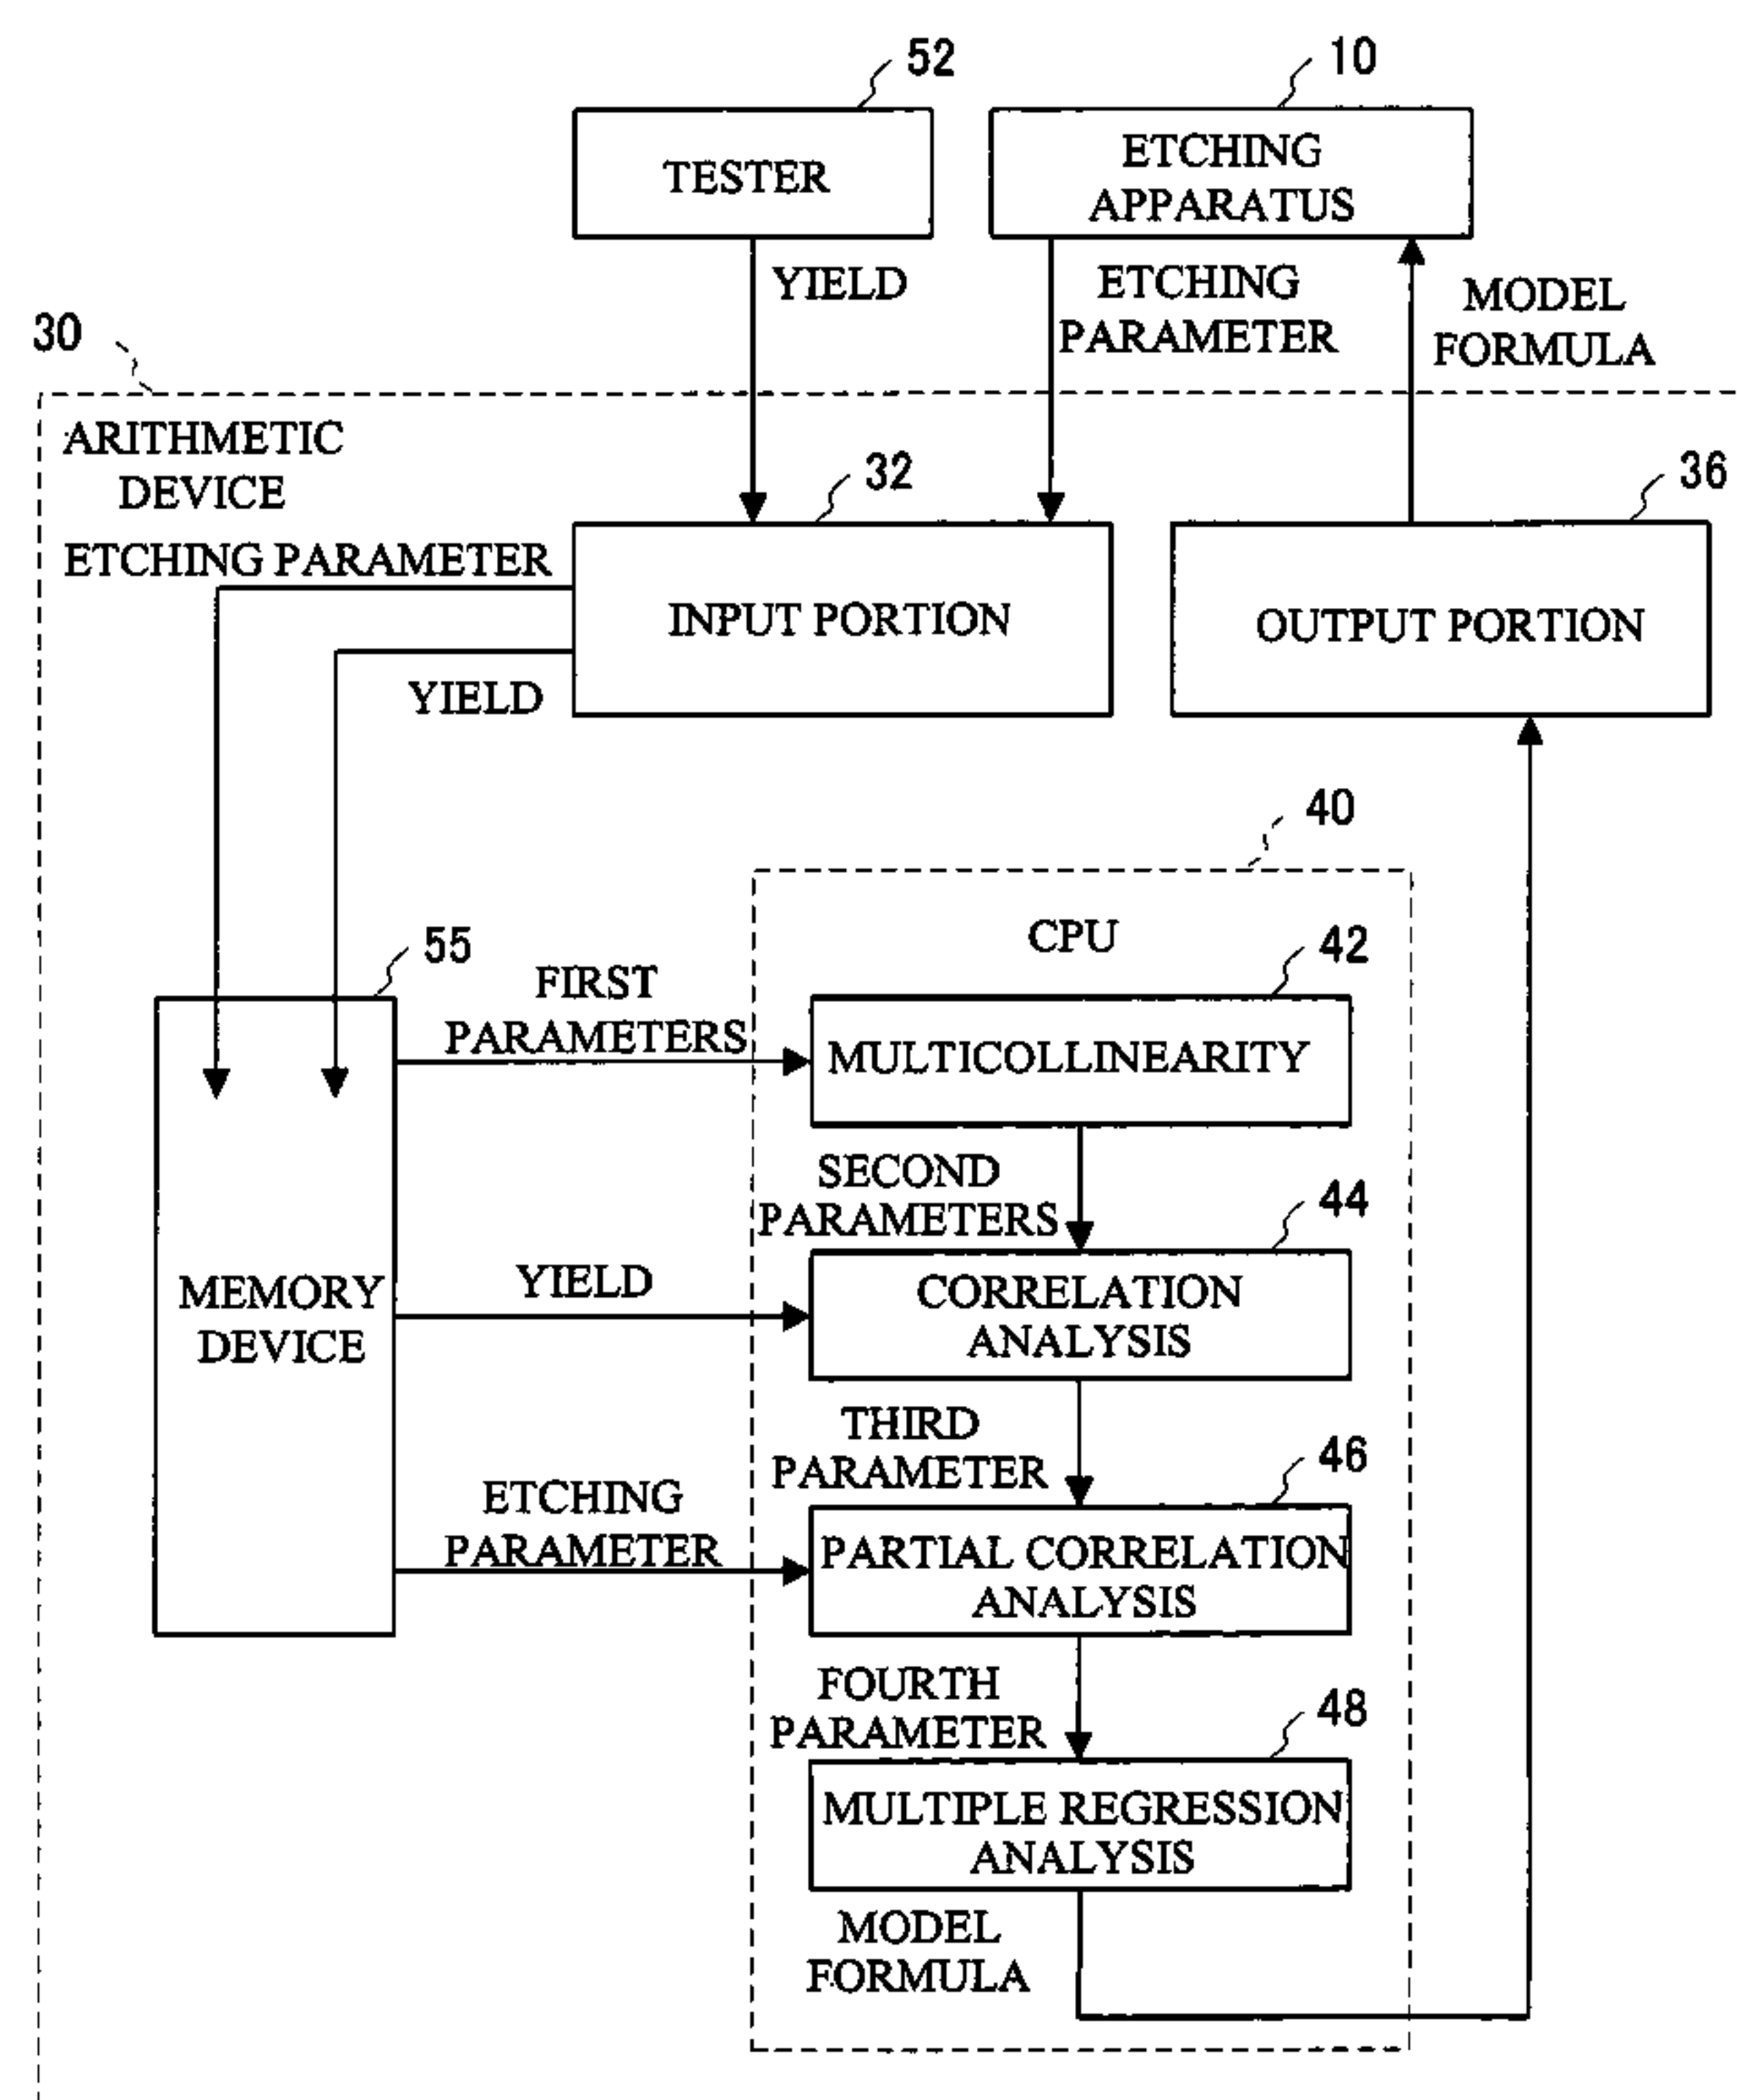 52
10
TESTER
ETCHING
APPARATUS
YIELD
ETCHING
PARAMETER
MODEL
FORMULA
30
ARITHMETIC
DEVICE
32
36
ETCHING PARAMETER
INPUT PORTION
OUTPUT PORTION
YIELD
40
CPU
55
42
FIRST
PARAMETERS
MULTICOLLINEARITY
SECOND
PARAMETERS
44
MEMORY
DEVICE
YIELD
CORRELATION
ANALYSIS
THIRD
PARAMETER
46
ETCHING
PARAMETER
PARTIAL CORRELATION
ANALYSIS
FOURTH
PARAMETER
48
MULTIPLE REGRESSION
ANALYSIS
MODEL
FORMULA